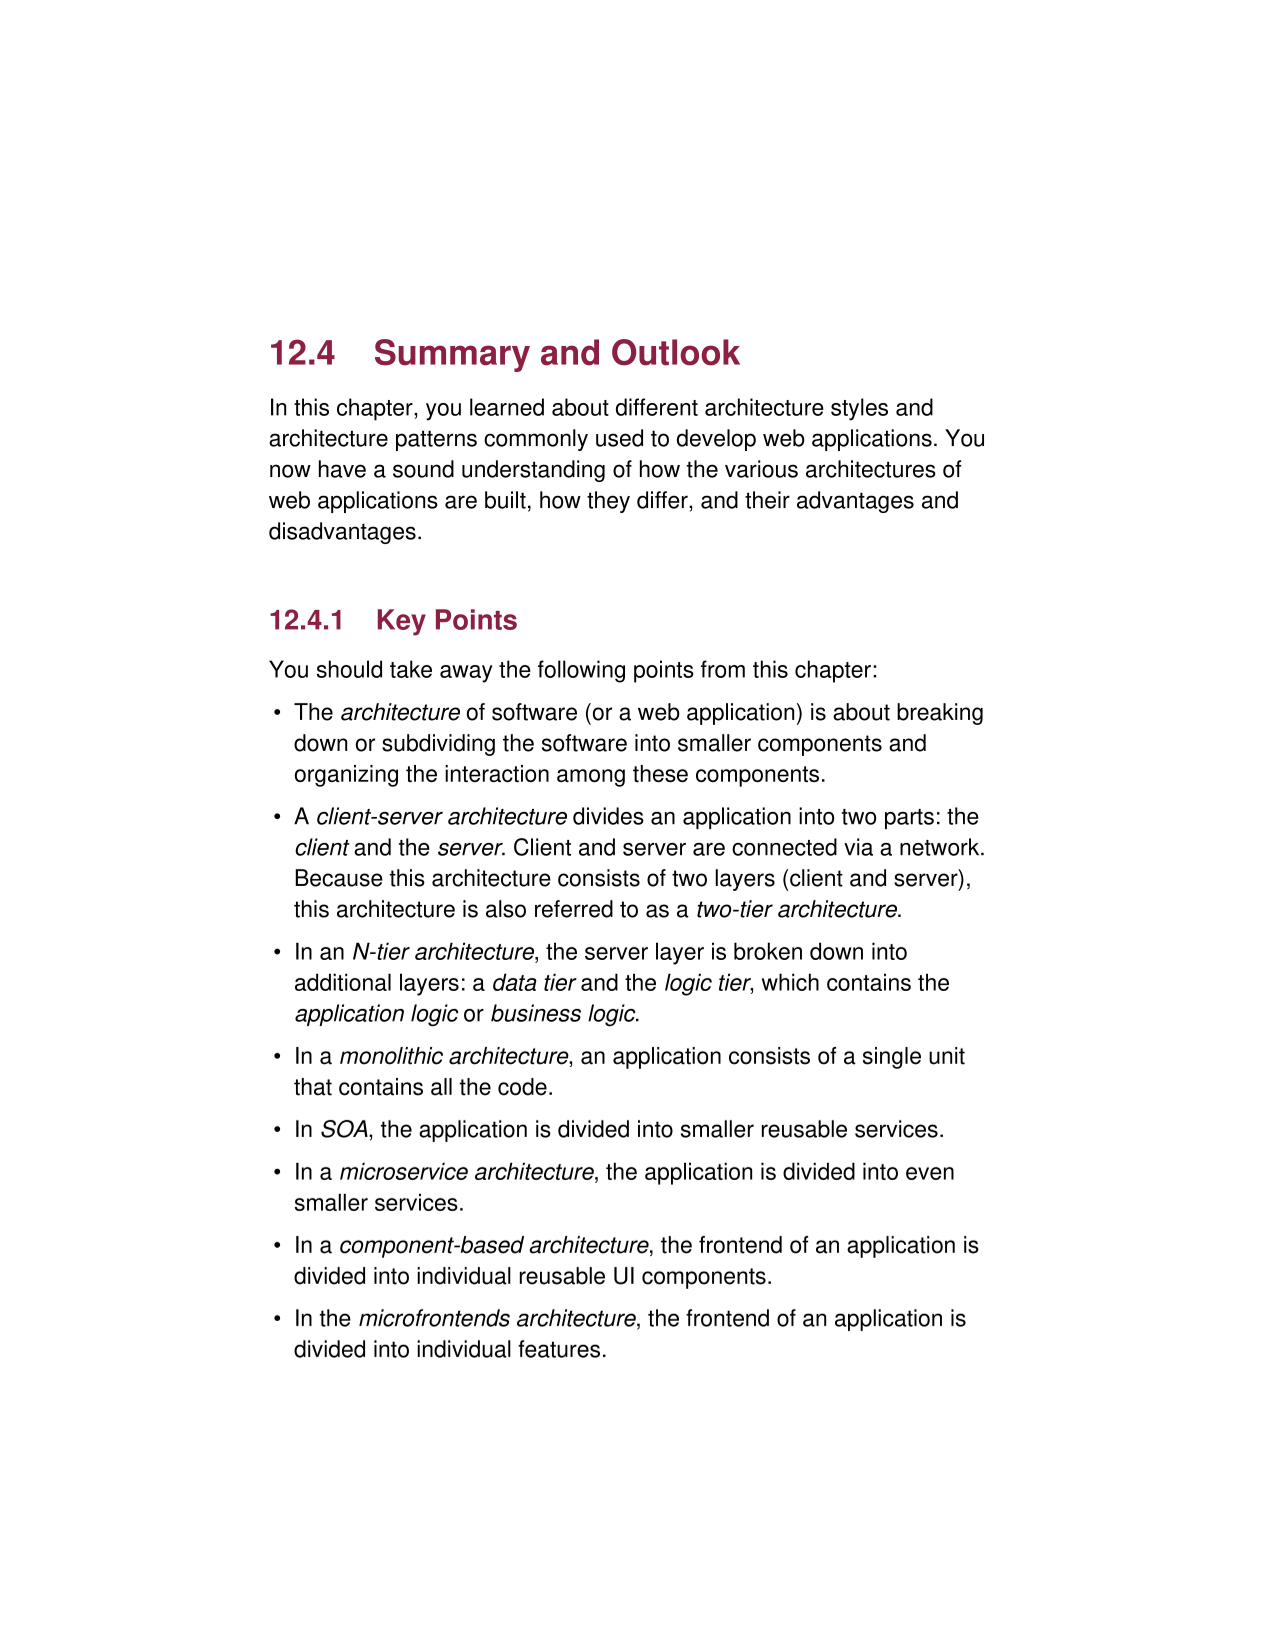 12.4 Summary and Outlook
In this chapter, you learned about different architecture styles and
architecture patterns commonly used to develop web applications. You
now have a sound understanding of how the various architectures of
web applications are built, how they differ, and their advantages and
disadvantages.
12.4.1 Key Points
You should take away the following points from this chapter:
• The architecture of software (or a web application) is about breaking
down or subdividing the software into smaller components and
organizing the interaction among these components.
• A client-server architecture divides an application into two parts: the
client and the server. Client and server are connected via a network.
Because this architecture consists of two layers (client and server),
this architecture is also referred to as a two-tier architecture.
• In an N-tier architecture, the server layer is broken down into
additional layers: a data tier and the logic tier, which contains the
application logic or business logic.
• In a monolithic architecture, an application consists of a single unit
that contains all the code.
• In SOA, the application is divided into smaller reusable services.
• In a microservice architecture, the application is divided into even
smaller services.
• In a component-based architecture, the frontend of an application is
divided into individual reusable UI components.
• In the microfrontends architecture, the frontend of an application is
divided into individual features.